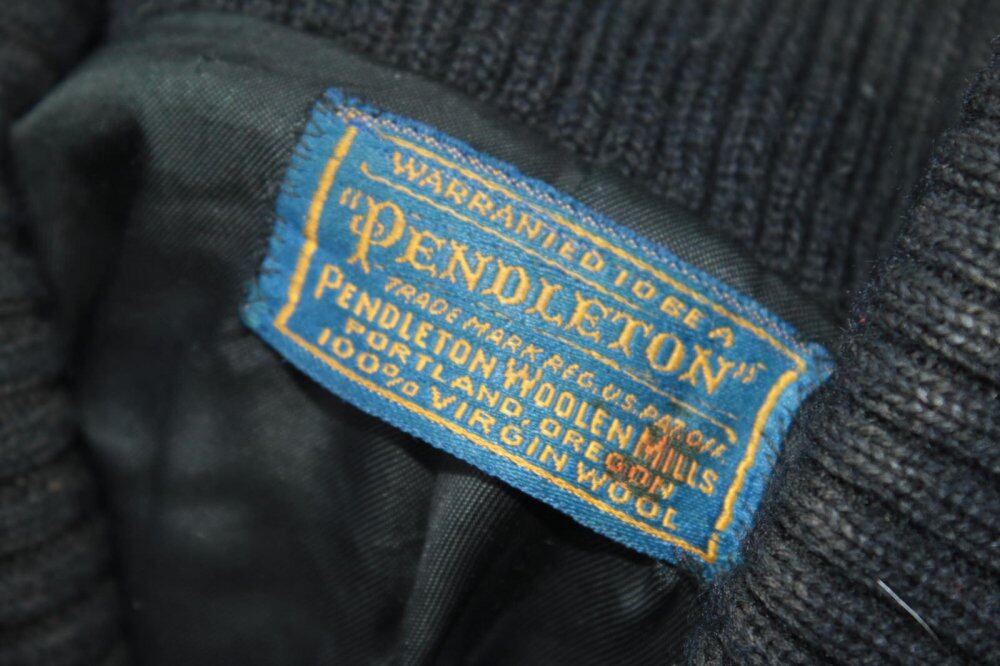 WARRANTED TO BE A
"PENDLETON"
TRADE MARK REG. U.S. PAT. OFF.
PENDLETON WOOLEN MILLS
PORTLAND, OREGON
100% VIRGIN WOOL